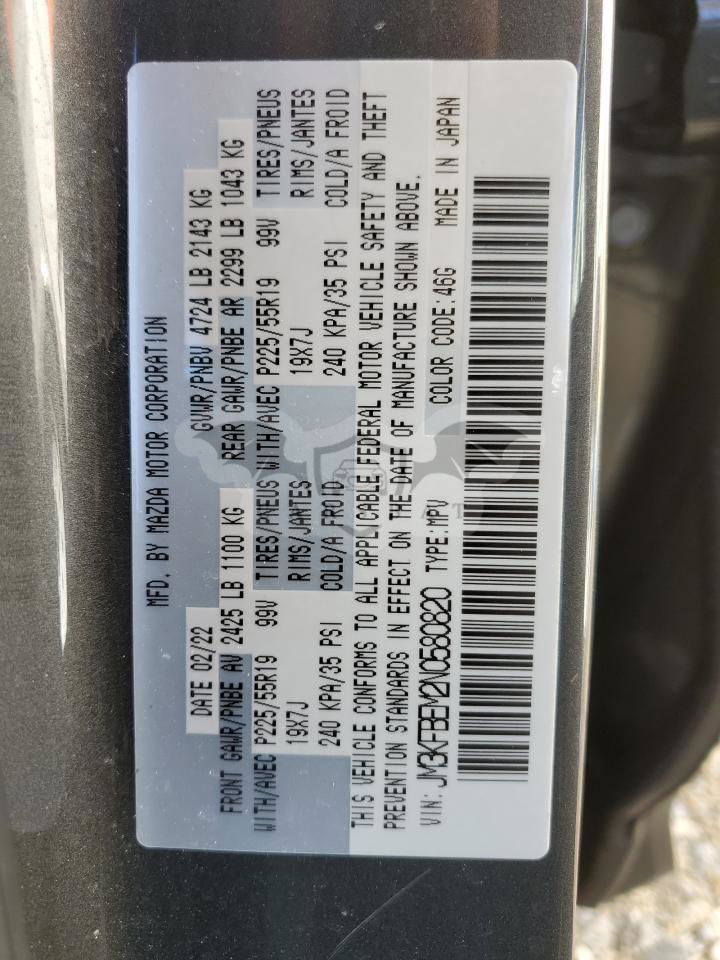 MFD. BY MAZDA MOTOR CORPORATION
DATE 02/22 GVWR/PNBV 4724 LB 2143 KG
FRONT GAWR/PNBE AV 2425 LB 1100 KG REAR GAWR/PNBE AR 2299 LB 1043 KG
WITH/AVEC P225/55R19 99V TIRES/PNEUS WITH/AVEC P225/55R19 99V TIRES/PNEUS
19X7J RIMS/JANTES 19X7J RIMS/JANTES
240 KPA/35 PSI COLD/A FROID 240 KPA/35 PSI COLD/A FROID
THIS VEHICLE CONFORMS TO ALL APPLICABLE FEDERAL MOTOR VEHICLE SAFETY AND THEFT
PREVENTION STANDARDS IN EFFECT ON THE DATE OF MANUFACTURE SHOWN ABOVE.
VIN: JM3KFBEM2N0580820 TYPE:MPV COLOR CODE:46G MADE IN JAPAN